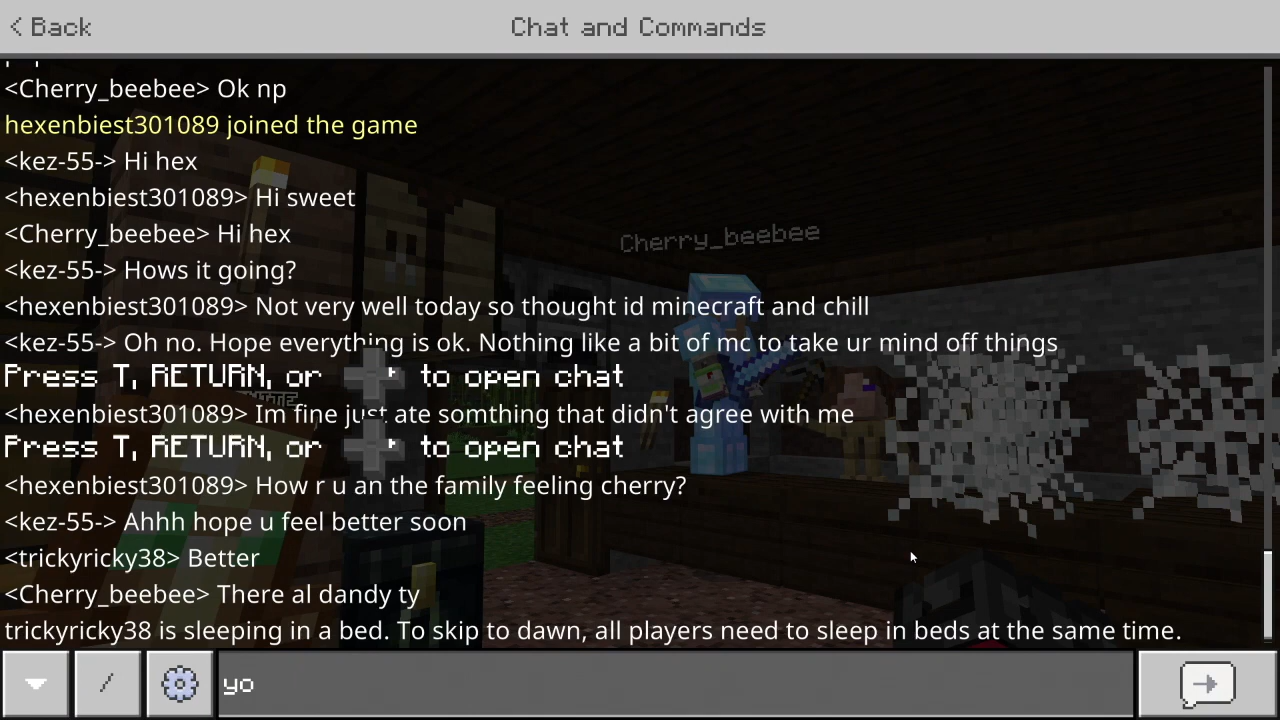 < Back
Chat and Commands
<Cherry_beebee> Ok np
hexenbiest301089 joined the game
<kez-55-> Hi hex
<hexenbiest301089> Hi sweet
Cherry_beebee
<Cherry_beebee> Hi hex
<kez-55-> Hows it going?
<hexenbiest301089> Not very well today so thought id minecraft and chill
<kez-55-> Oh no. Hope everything is ok. Nothing like a bit of mc to take ur mind off things
Press T, RETURN, or to open chat
<hexenbiest301089> Im fine just ate somthing that didn't agree with me
Press T, RETURN, or to open chat
<hexenbiest301089> How r u an the family feeling cherry?
<kez-55-> Ahhh hope u feel better soon
<trickyricky38> Better
<Cherry_beebee> There al dandy ty
trickyricky38 is sleeping in a bed. To skip to dawn, all players need to sleep in beds at the same time.
/
yo